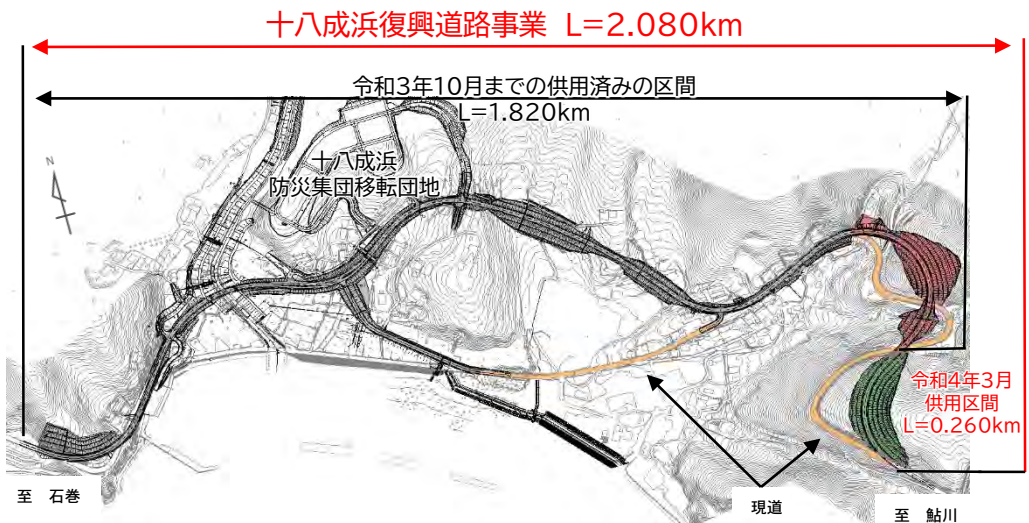 十八成浜復興道路事業 L=2.080km
令和3年10月までの供用済みの区間
L=1.820km
十八成浜
防災集団移転団地
N
令和4年3月
供用区間
L=0.260km
至 石巻
現道
至 鮎川